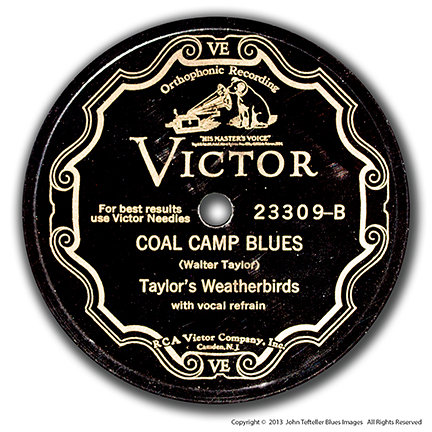 VE
Orthophonic Recording
"HIS MASTER'S VOICE"
VICTOR
For best results
use Victor Needles
23309-B
COAL CAMP BLUES
(Walter Taylor)
Taylor's Weatherbirds
with vocal refrain
RCA Victor Company, Inc.
Camden, N.J.
VE
Copyright © 2013 John Tefteller Blues Images All Rights Reserved